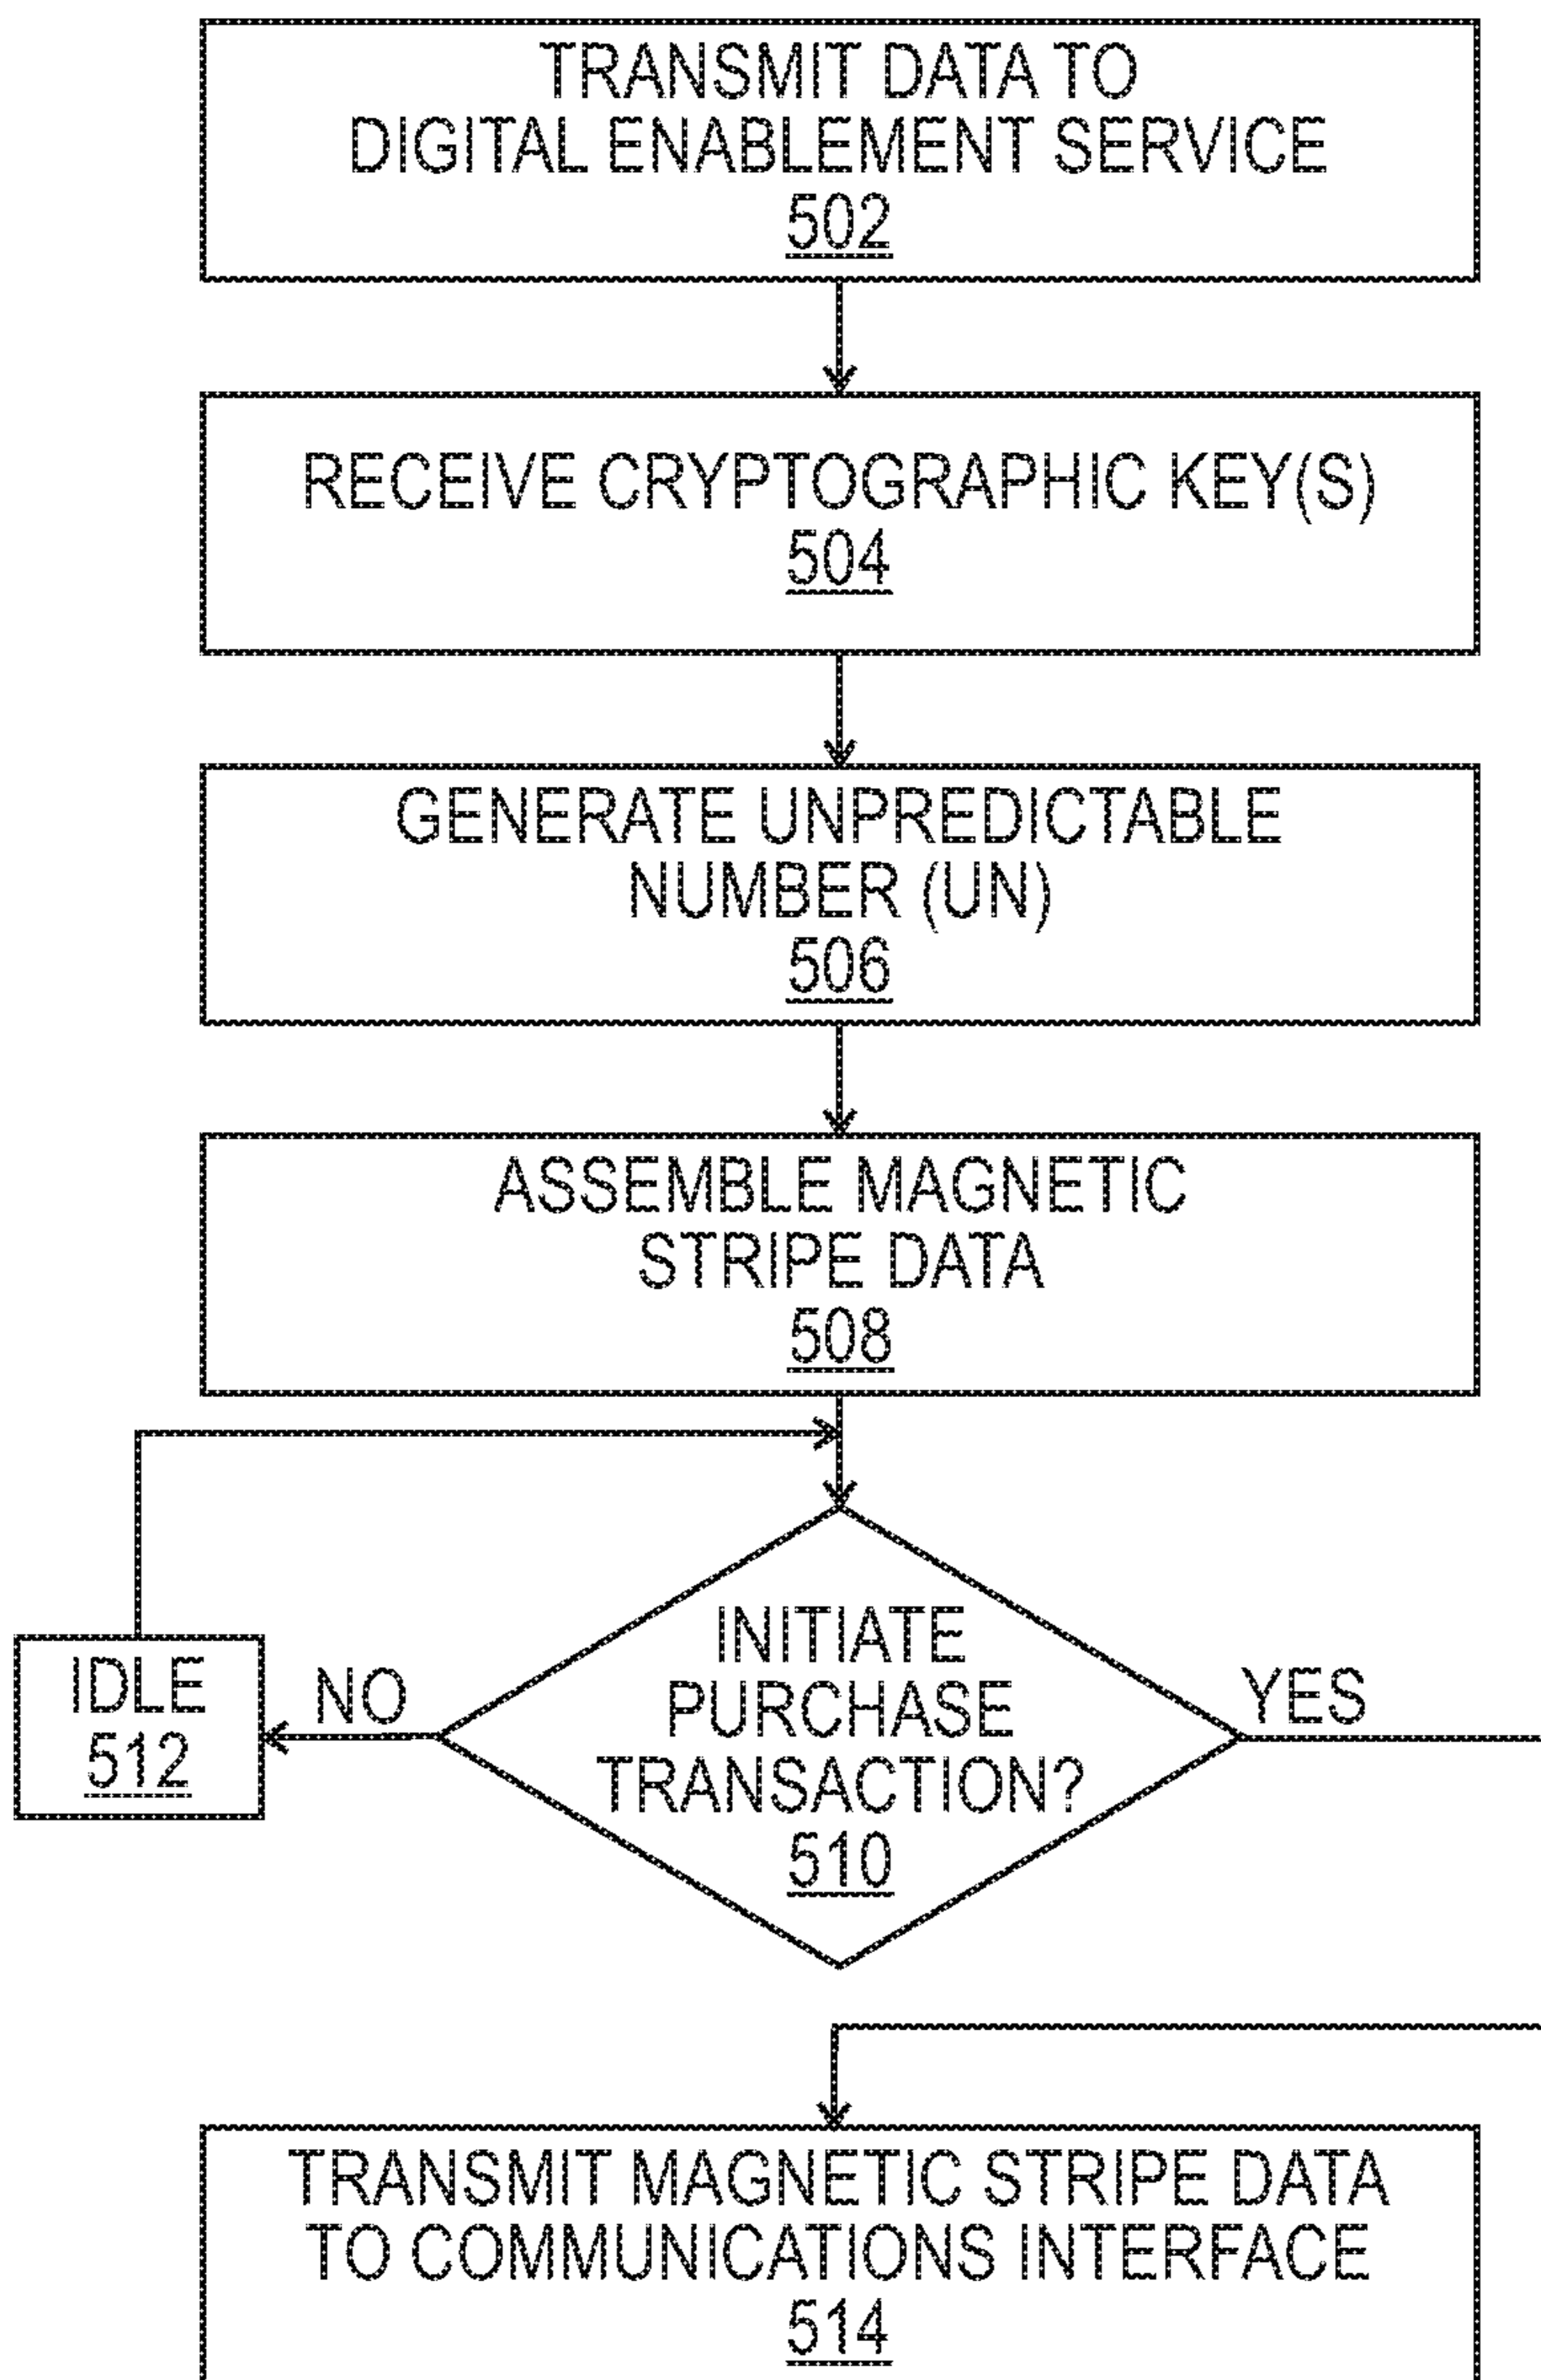 TRANSMIT DATA TO
DIGITAL ENABLEMENT SERVICE
502
RECEIVE CRYPTOGRAPHIC KEY(S)
504
GENERATE UNPREDICTABLE
NUMBER (UN)
506
ASSEMBLE MAGNETIC
STRIPE DATA
508
INITIATE
PURCHASE
TRANSACTION?
510
NO
YES
IDLE
512
TRANSMIT MAGNETIC STRIPE DATA
TO COMMUNICATIONS INTERFACE
514